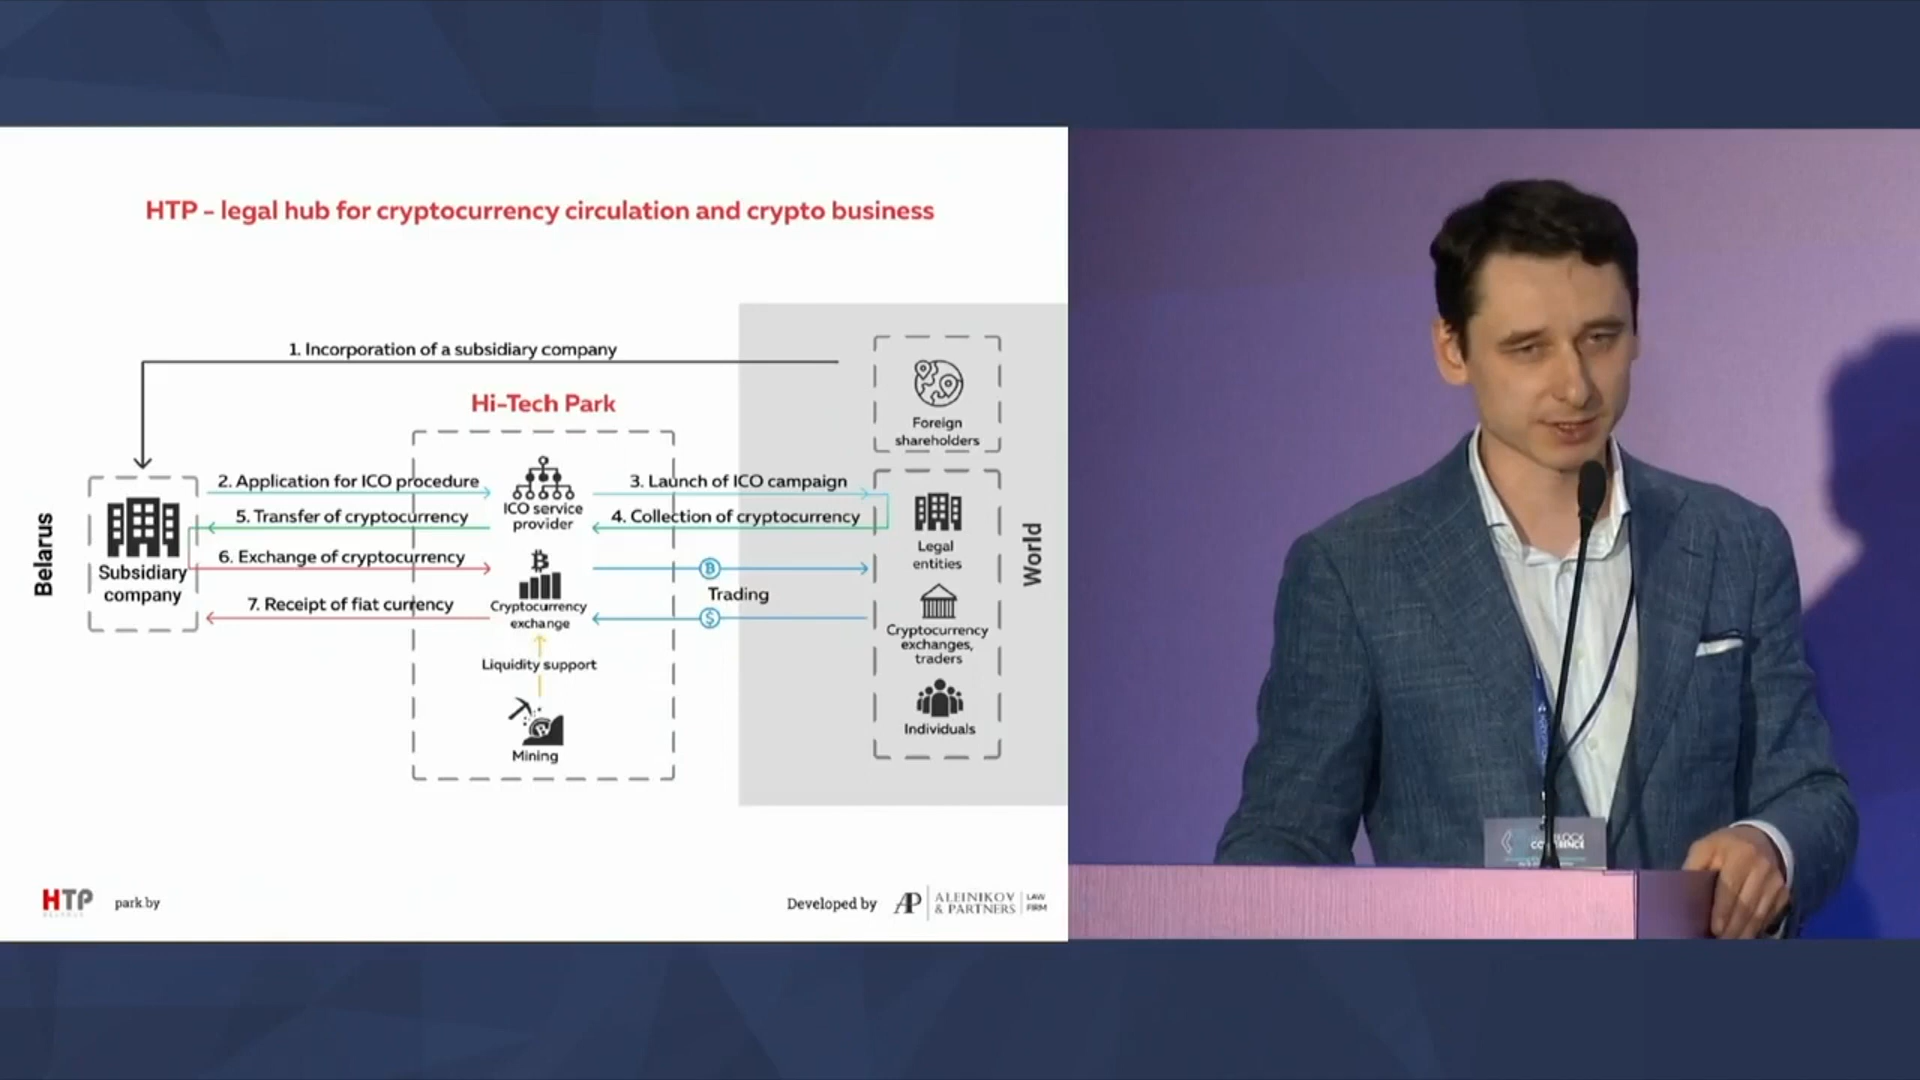 HTP – legal hub for cryptocurrency circulation and crypto business
1. Incorporation of a subsidiary company
Hi-Tech Park
Foreign
shareholders
Belarus
Subsidiary
company
2. Application for ICO procedure
5. Transfer of cryptocurrency
6. Exchange of cryptocurrency
7. Receipt of fiat currency
ICO service
provider
Cryptocurrency
exchange
Liquidity support
Mining
3. Launch of ICO campaign
4. Collection of cryptocurrency
Trading
Legal
entities
Cryptocurrency
exchanges,
traders
Individuals
World
HTP
BELARUS
park.by
Developed by
AP
ALEINIKOV
& PARTNERS
LAW
FIRM